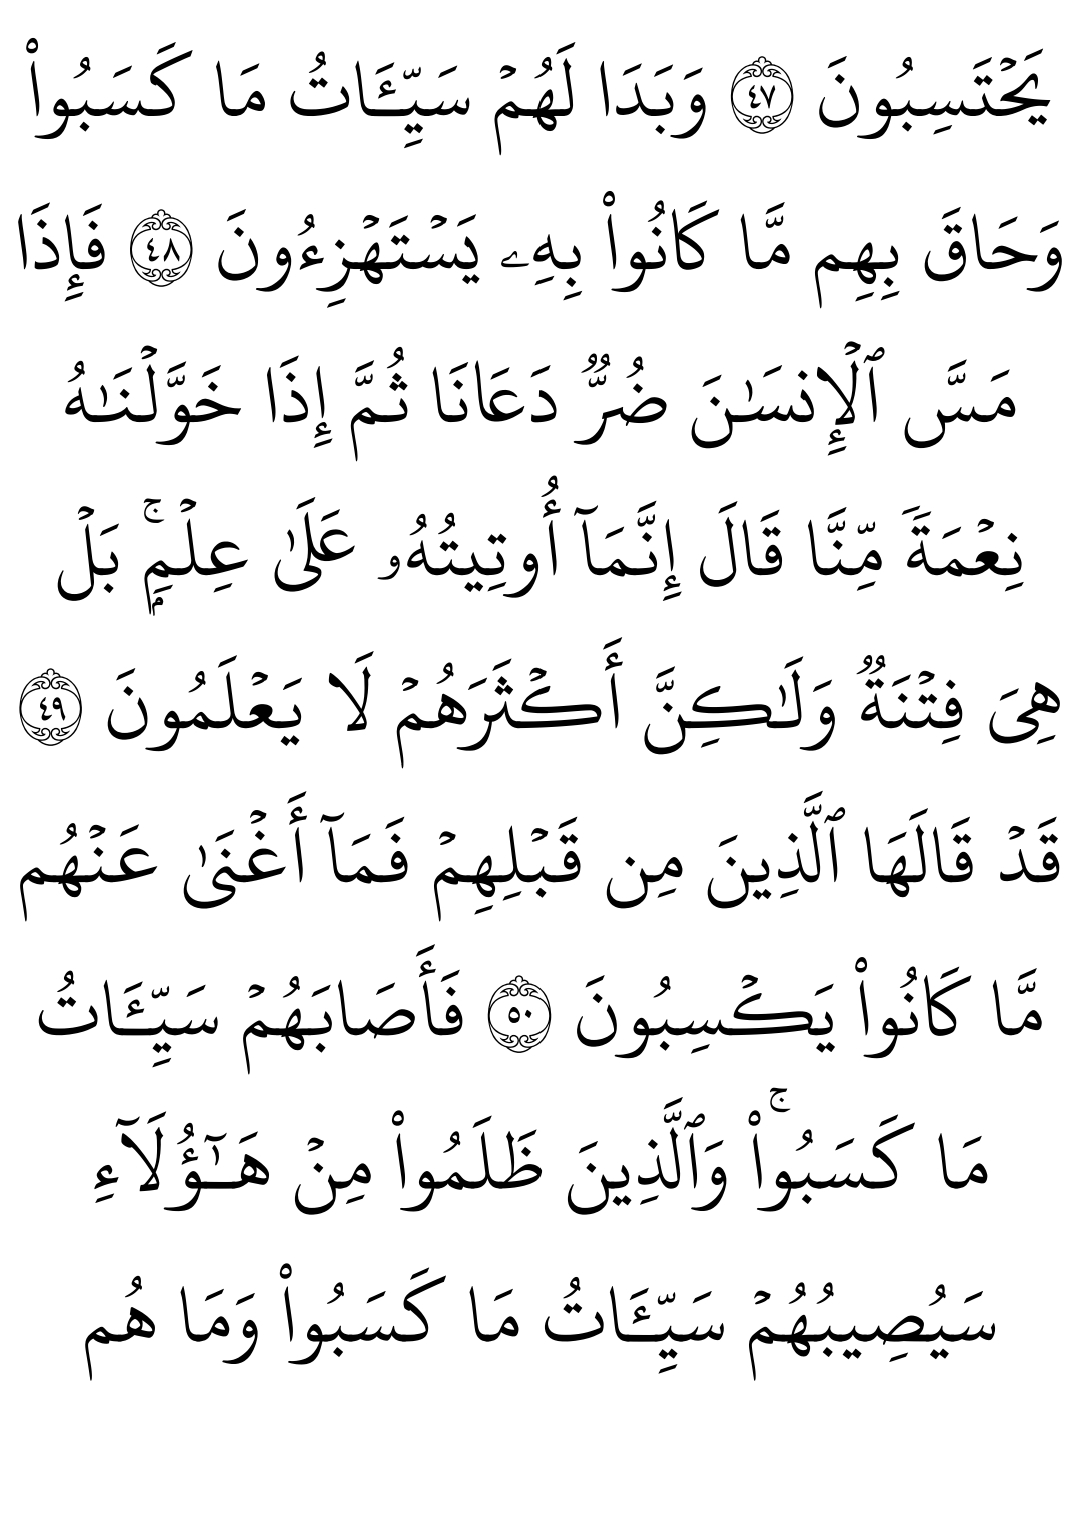 يَحۡتَسِبُونَ ٤٧ وَبَدَا لَهُمۡ سَيِّـَٔاتُ مَا كَسَبُواْ
وَحَاقَ بِهِم مَّا كَانُواْ بِهِۦ يَسۡتَهۡزِءُونَ ٤٨ فَإِذَا
مَسَّ ٱلۡإِنسَٰنَ ضُرّٞ دَعَانَا ثُمَّ إِذَا خَوَّلۡنَٰهُ
نِعۡمَةٗ مِّنَّا قَالَ إِنَّمَآ أُوتِيتُهُۥ عَلَىٰ عِلۡمِۭۚ بَلۡ
هِيَ فِتۡنَةٞ وَلَٰكِنَّ أَكۡثَرَهُمۡ لَا يَعۡلَمُونَ ٤٩
قَدۡ قَالَهَا ٱلَّذِينَ مِن قَبۡلِهِمۡ فَمَآ أَغۡنَىٰ عَنۡهُم
مَّا كَانُواْ يَكۡسِبُونَ ٥٠ فَأَصَابَهُمۡ سَيِّـَٔاتُ
مَا كَسَبُواْۚ وَٱلَّذِينَ ظَلَمُواْ مِنۡ هَٰٓؤُلَآءِ
سَيُصِيبُهُمۡ سَيِّـَٔاتُ مَا كَسَبُواْ وَمَا هُم